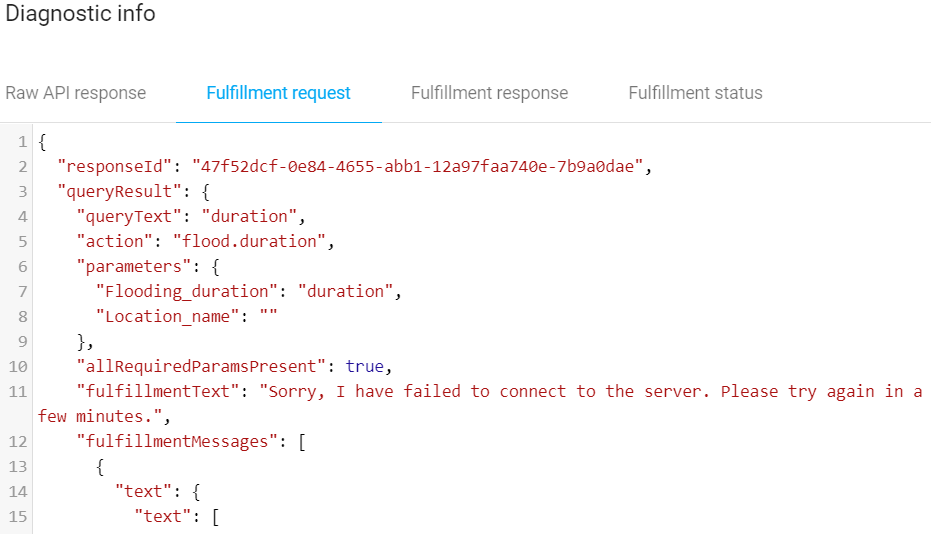 Diagnostic info
Raw API response Fulfillment request Fulfillment response Fulfillment status
1 {
2 "responseId": "47f52dcf-0e84-4655-abb1-12a97faa740e-7b9a0dae",
3 "queryResult": {
4 "queryText": "duration",
5 "action": "flood.duration",
6 "parameters": {
7 "Flooding_duration": "duration",
8 "Location_name": ""
9 },
10 "allRequiredParamsPresent": true,
11 "fulfillmentText": "Sorry, I have failed to connect to the server. Please try again in a
few minutes.",
12 "fulfillmentMessages": [
13 {
14 "text": {
15 "text": [